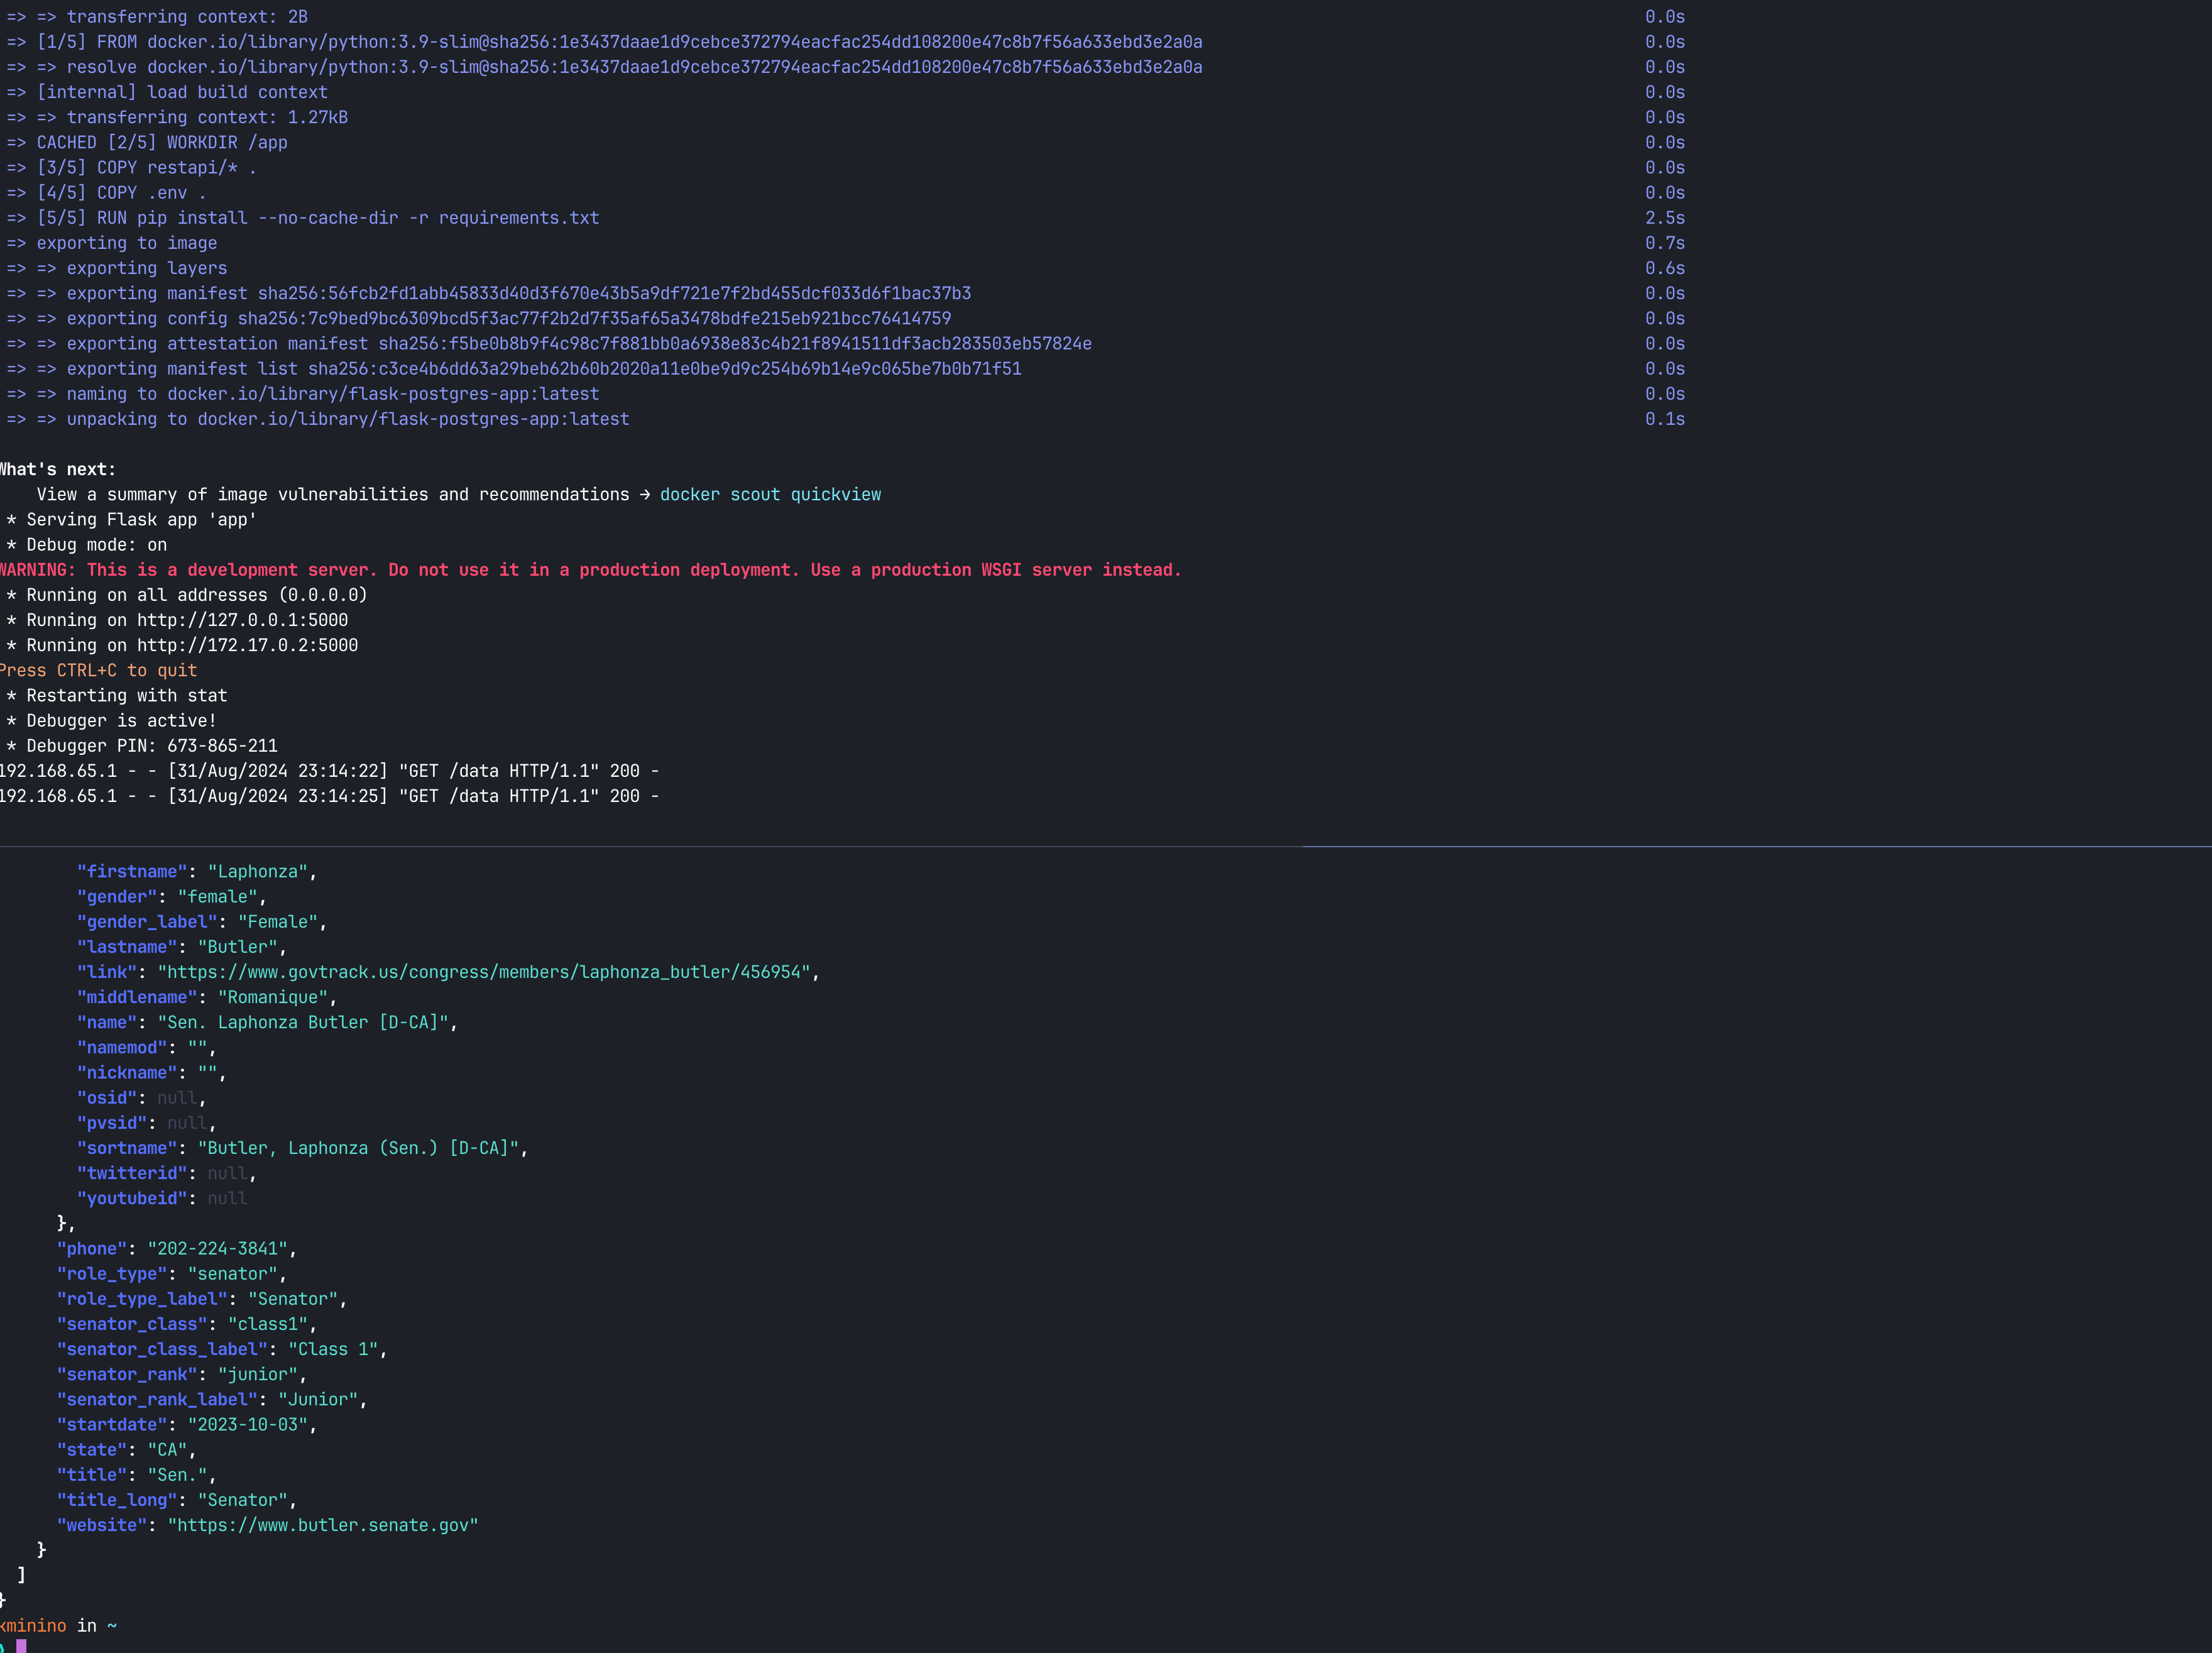 => => transferring context: 2B 0.0s
=> [1/5] FROM docker.io/library/python:3.9-slim@sha256:1e3437daae1d9cebce372794eacfac254dd108200e47c8b7f56a633ebd3e2a0a 0.0s
=> => resolve docker.io/library/python:3.9-slim@sha256:1e3437daae1d9cebce372794eacfac254dd108200e47c8b7f56a633ebd3e2a0a 0.0s
=> [internal] load build context 0.0s
=> => transferring context: 1.27kB 0.0s
=> CACHED [2/5] WORKDIR /app 0.0s
=> [3/5] COPY restapi/* . 0.0s
=> [4/5] COPY .env . 0.0s
=> [5/5] RUN pip install --no-cache-dir -r requirements.txt 2.5s
=> exporting to image 0.7s
=> => exporting layers 0.6s
=> => exporting manifest sha256:56fcb2fd1abb45833d40d3f670e43b5a9df721e7f2bd455dcf033d6f1bac37b3 0.0s
=> => exporting config sha256:7c9bed9bc6309bcd5f3ac77f2b2d7f35af65a3478bdfe215eb921bcc76414759 0.0s
=> => exporting attestation manifest sha256:f5be0b8b9f4c98c7f881bb0a6938e83c4b21f8941511df3acb283503eb57824e 0.0s
=> => exporting manifest list sha256:c3ce4b6dd63a29beb62b60b2020a11e0be9d9c254b69b14e9c065be7b0b71f51 0.0s
=> => naming to docker.io/library/flask-postgres-app:latest 0.0s
=> => unpacking to docker.io/library/flask-postgres-app:latest 0.1s
What's next:
View a summary of image vulnerabilities and recommendations → docker scout quickview
* Serving Flask app 'app'
* Debug mode: on
WARNING: This is a development server. Do not use it in a production deployment. Use a production WSGI server instead.
* Running on all addresses (0.0.0.0)
* Running on http://127.0.0.1:5000
* Running on http://172.17.0.2:5000
Press CTRL+C to quit
* Restarting with stat
* Debugger is active!
* Debugger PIN: 673-865-211
192.168.65.1 - - [31/Aug/2024 23:14:22] "GET /data HTTP/1.1" 200 -
192.168.65.1 - - [31/Aug/2024 23:14:25] "GET /data HTTP/1.1" 200 -
"firstname": "Laphonza",
"gender": "female",
"gender_label": "Female",
"lastname": "Butler",
"link": "https://www.govtrack.us/congress/members/laphonza_butler/456954",
"middlename": "Romanique",
"name": "Sen. Laphonza Butler [D-CA]",
"namemod": "",
"nickname": "",
"osid": null,
"pvsid": null,
"sortname": "Butler, Laphonza (Sen.) [D-CA]",
"twitterid": null,
"youtubeid": null
},
"phone": "202-224-3841",
"role_type": "senator",
"role_type_label": "Senator",
"senator_class": "class1",
"senator_class_label": "Class 1",
"senator_rank": "junior",
"senator_rank_label": "Junior",
"startdate": "2023-10-03",
"state": "CA",
"title": "Sen.",
"title_long": "Senator",
"website": "https://www.butler.senate.gov"
}
]
}
kminino in ~
❯